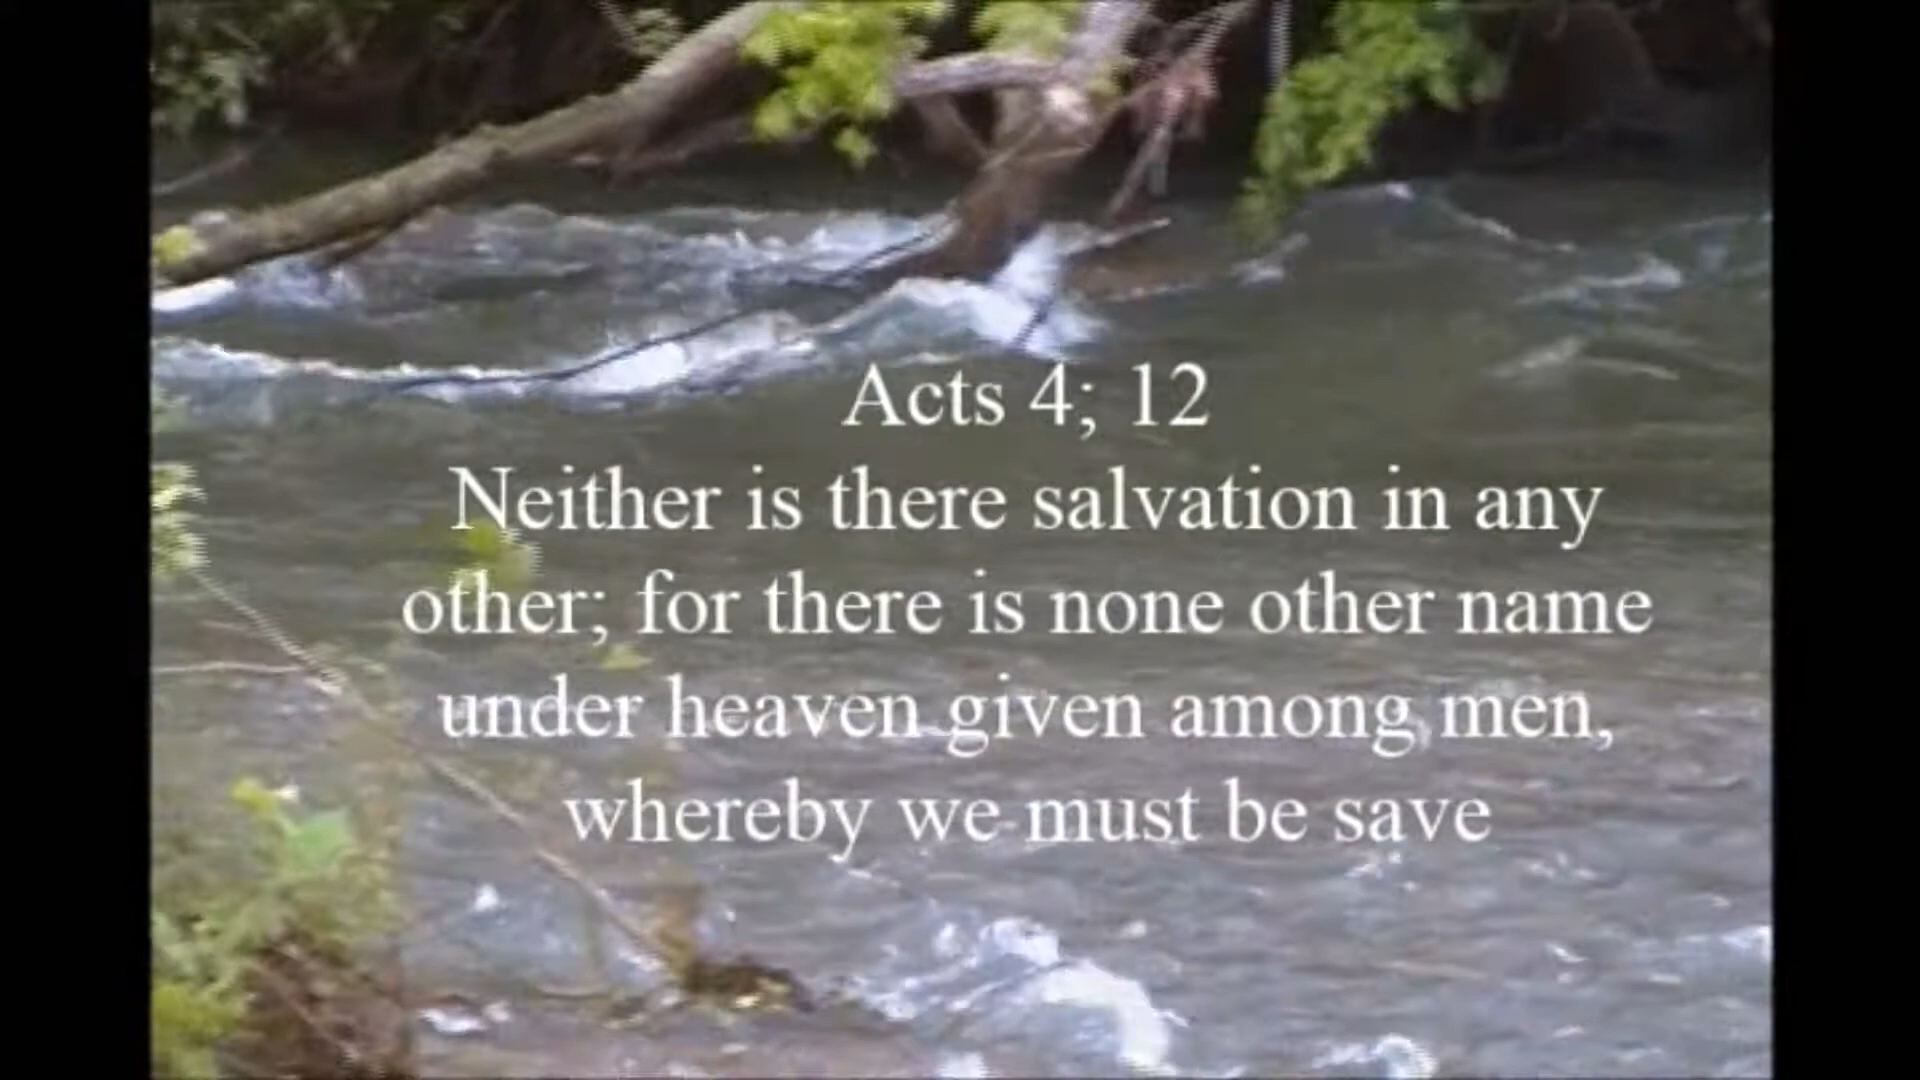 Acts 4; 12
Neither is there salvation in any
other; for there is none other name
under heaven given among men,
whereby we must be save